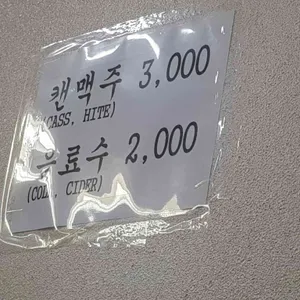 캔맥주 3,000
(CASS, HITE)
음료수 2,000
(COLA, CIDER)